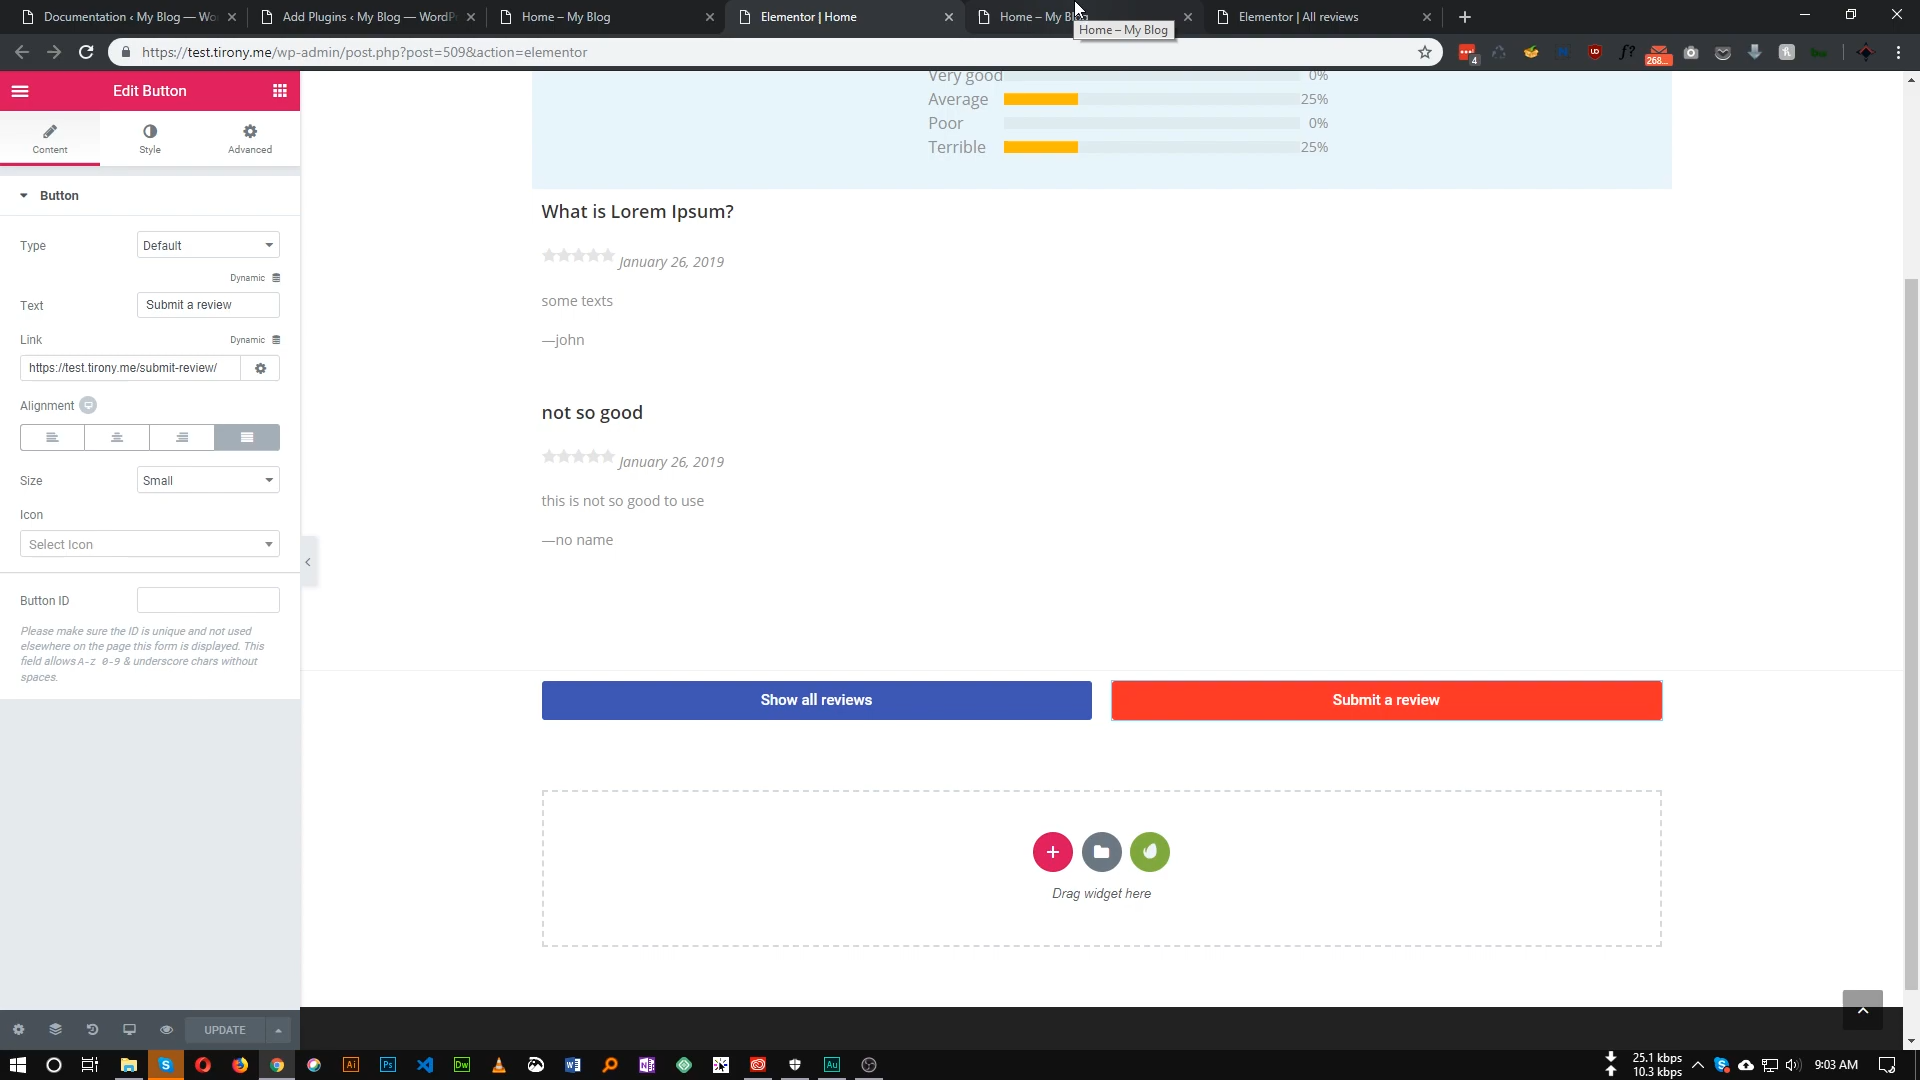 Documentation ‹ My Blog — Wo
Add Plugins ‹ My Blog — WordP
Home – My Blog
Elementor | Home
Home – My Blog
Elementor | All reviews
Home – My Blog
https://test.tirony.me/wp-admin/post.php?post=509&action=elementor
4
268...
Edit Button
Content
Style
Advanced
Button
Type
Default
Dynamic
Text
Submit a review
Link
Dynamic
https://test.tirony.me/submit-review/
Alignment
Size
Small
Icon
Select Icon
Button ID
Please make sure the ID is unique and not used
elsewhere on the page this form is displayed. This
field allows A-z 0-9 & underscore chars without
spaces.
UPDATE
Very good 0%
Average 25%
Poor 0%
Terrible 25%
What is Lorem Ipsum?
January 26, 2019
some texts
—john
not so good
January 26, 2019
this is not so good to use
—no name
Show all reviews
Submit a review
Drag widget here
25.1 kbps
10.3 kbps
9:03 AM